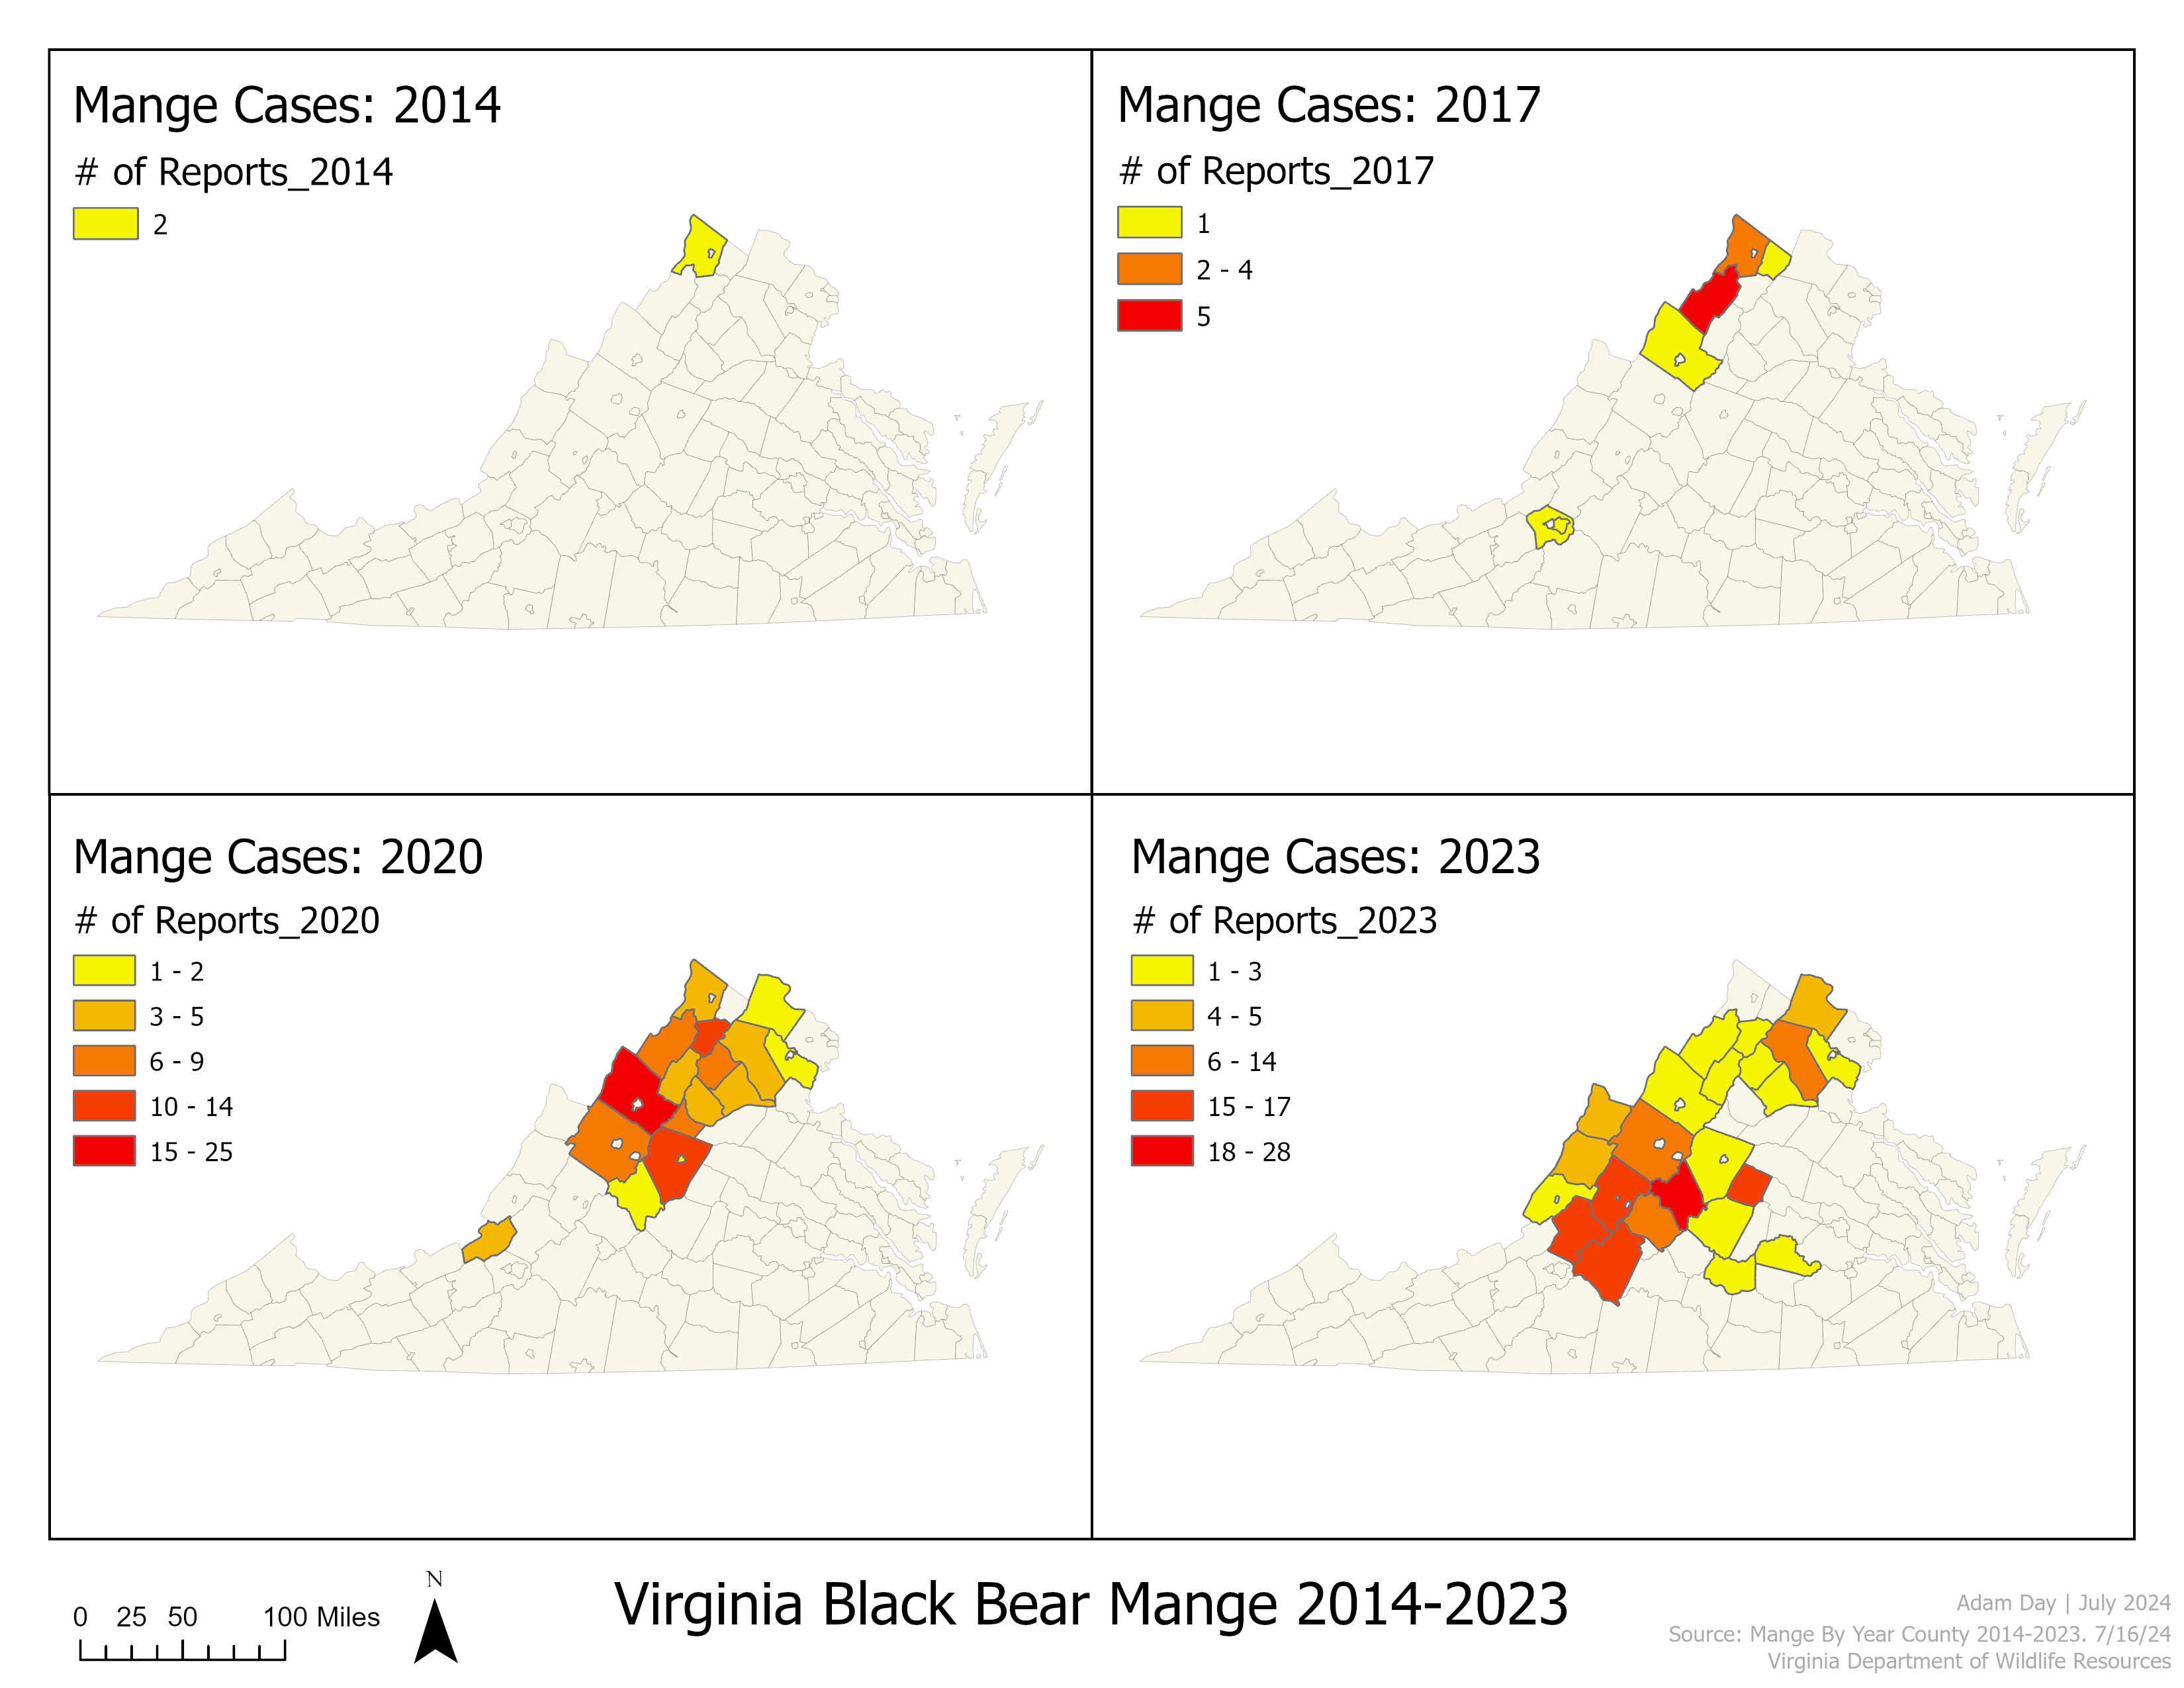 Mange Cases: 2014
# of Reports_2014
2
Mange Cases: 2017
# of Reports_2017
1
2 - 4
5
Mange Cases: 2020
# of Reports_2020
1 - 2
3 - 5
6 - 9
10 - 14
15 - 25
Mange Cases: 2023
# of Reports_2023
1 - 3
4 - 5
6 - 14
15 - 17
18 - 28
0 25 50 100 Miles
N
Virginia Black Bear Mange 2014-2023
Adam Day | July 2024
Source: Mange By Year County 2014-2023. 7/16/24
Virginia Department of Wildlife Resources